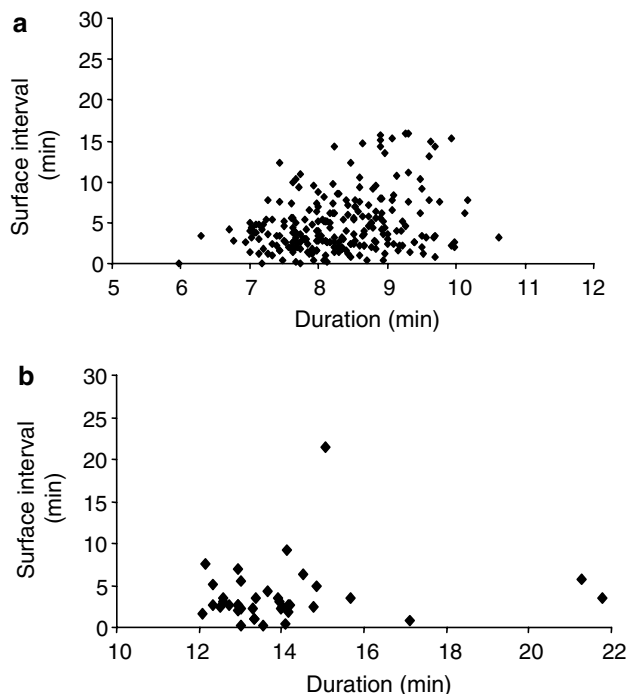 a
30
25
20
15
10
5
0
Surface interval
(min)
5 6 7 8 9 10 11 12
Duration (min)
b
30
25
20
15
10
5
0
Surface interval
(min)
10 12 14 16 18 20 22
Duration (min)